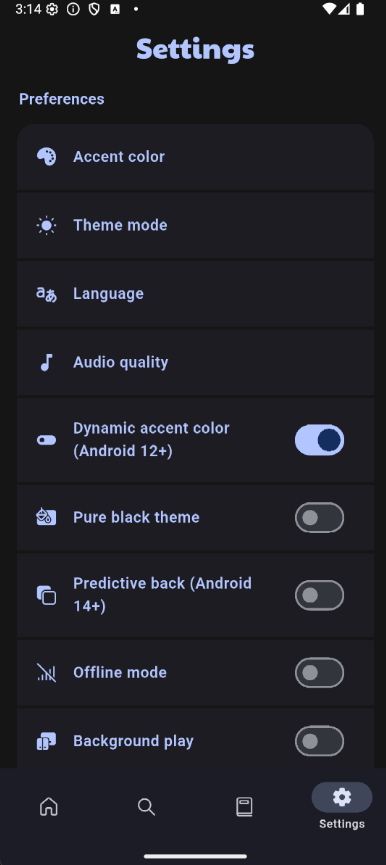 3:14
Settings
Preferences
Accent color
Theme mode
Language
Audio quality
Dynamic accent color
(Android 12+)
Pure black theme
Predictive back (Android
14+)
Offline mode
Background play
Settings